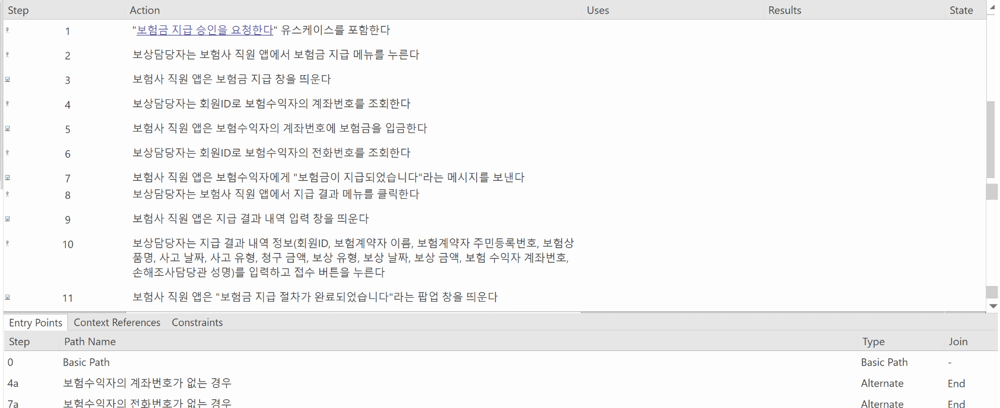 Step Action Uses Results State
1 "보험금 지급 승인을 요청한다" 유스케이스를 포함한다
2 보상담당자는 보험사 직원 앱에서 보험금 지급 메뉴를 누른다
3 보험사 직원 앱은 보험금 지급 창을 띄운다
4 보상담당자는 회원ID로 보험수익자의 계좌번호를 조회한다
5 보험사 직원 앱은 보험수익자의 계좌번호에 보험금을 입금한다
6 보상담당자는 회원ID로 보험수익자의 전화번호를 조회한다
7 보험사 직원 앱은 보험수익자에게 "보험금이 지급되었습니다"라는 메시지를 보낸다
8 보상담당자는 보험사 직원 앱에서 지급 결과 메뉴를 클릭한다
9 보험사 직원 앱은 지급 결과 내역 입력 창을 띄운다
10 보상담당자는 지급 결과 내역 정보(회원ID, 보험계약자 이름, 보험계약자 주민등록번호, 보험상
품명, 사고 날짜, 사고 유형, 청구 금액, 보상 유형, 보상 날짜, 보상 금액, 보험 수익자 계좌번호,
손해조사담당관 성명)를 입력하고 접수 버튼을 누른다
11 보험사 직원 앱은 "보험금 지급 절차가 완료되었습니다"라는 팝업 창을 띄운다
Entry Points Context References Constraints
Step Path Name Type Join
0 Basic Path Basic Path -
4a 보험수익자의 계좌번호가 없는 경우 Alternate End
7a 보험수익자의 전화번호가 없는 경우 Alternate End